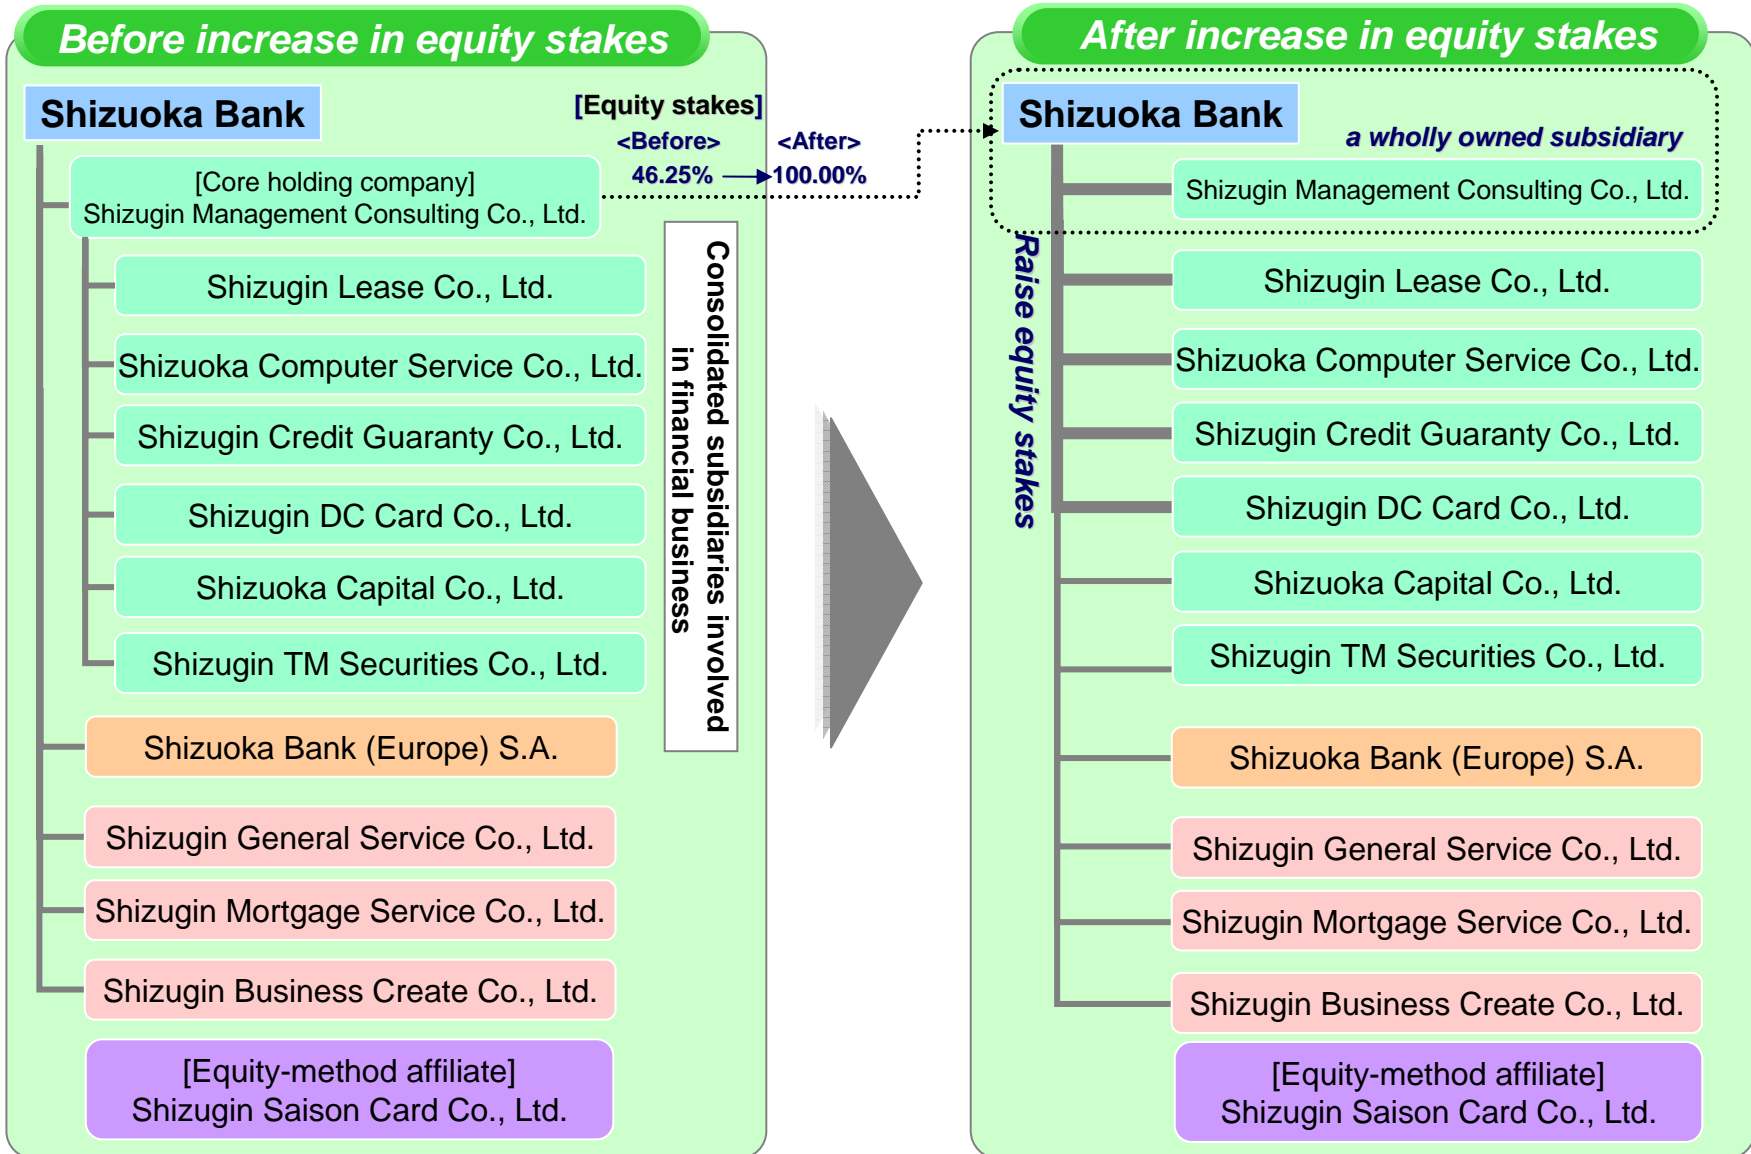 Before increase in equity stakes
Shizuoka Bank
[Equity stakes]
<Before> <After>
46.25% 100.00%
[Core holding company]
Shizugin Management Consulting Co., Ltd.
Shizugin Lease Co., Ltd.
Shizuoka Computer Service Co., Ltd.
Shizugin Credit Guaranty Co., Ltd.
Shizugin DC Card Co., Ltd.
Shizuoka Capital Co., Ltd.
Shizugin TM Securities Co., Ltd.
Consolidated subsidiaries involved
in financial business
Shizuoka Bank (Europe) S.A.
Shizugin General Service Co., Ltd.
Shizugin Mortgage Service Co., Ltd.
Shizugin Business Create Co., Ltd.
[Equity-method affiliate]
Shizugin Saison Card Co., Ltd.
After increase in equity stakes
Shizuoka Bank
a wholly owned subsidiary
Shizugin Management Consulting Co., Ltd.
Raise equity stakes
Shizugin Lease Co., Ltd.
Shizuoka Computer Service Co., Ltd.
Shizugin Credit Guaranty Co., Ltd.
Shizugin DC Card Co., Ltd.
Shizuoka Capital Co., Ltd.
Shizugin TM Securities Co., Ltd.
Shizuoka Bank (Europe) S.A.
Shizugin General Service Co., Ltd.
Shizugin Mortgage Service Co., Ltd.
Shizugin Business Create Co., Ltd.
[Equity-method affiliate]
Shizugin Saison Card Co., Ltd.